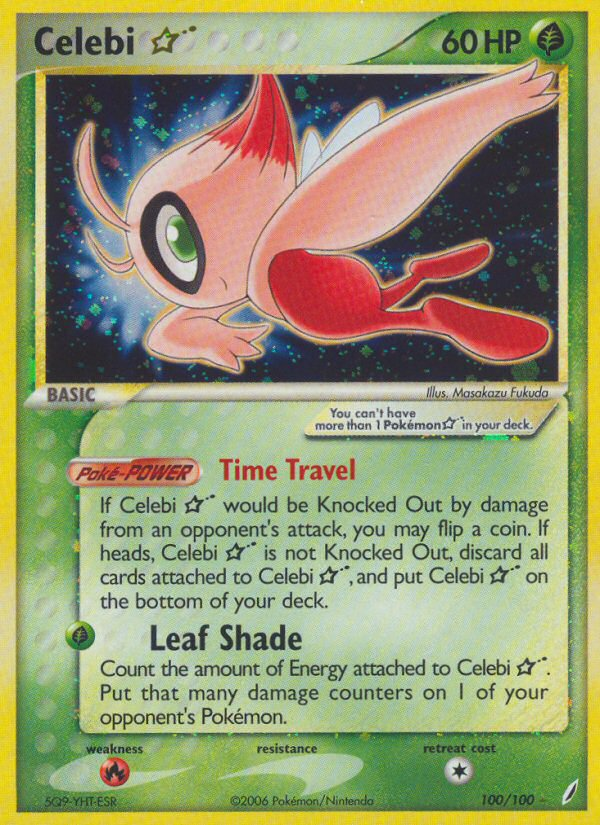 Celebi ☆ 60 HP
BASIC Illus. Masakazu Fukuda
You can't have
more than 1 Pokémon☆ in your deck.
Poké-POWER Time Travel
If Celebi ☆ would be Knocked Out by damage
from an opponent's attack, you may flip a coin. If
heads, Celebi ☆ is not Knocked Out, discard all
cards attached to Celebi ☆, and put Celebi ☆ on
the bottom of your deck.
Leaf Shade
Count the amount of Energy attached to Celebi ☆.
Put that many damage counters on 1 of your
opponent's Pokémon.
weakness resistance retreat cost
5Q9-YHT-ESR ©2006 Pokémon/Nintendo 100/100